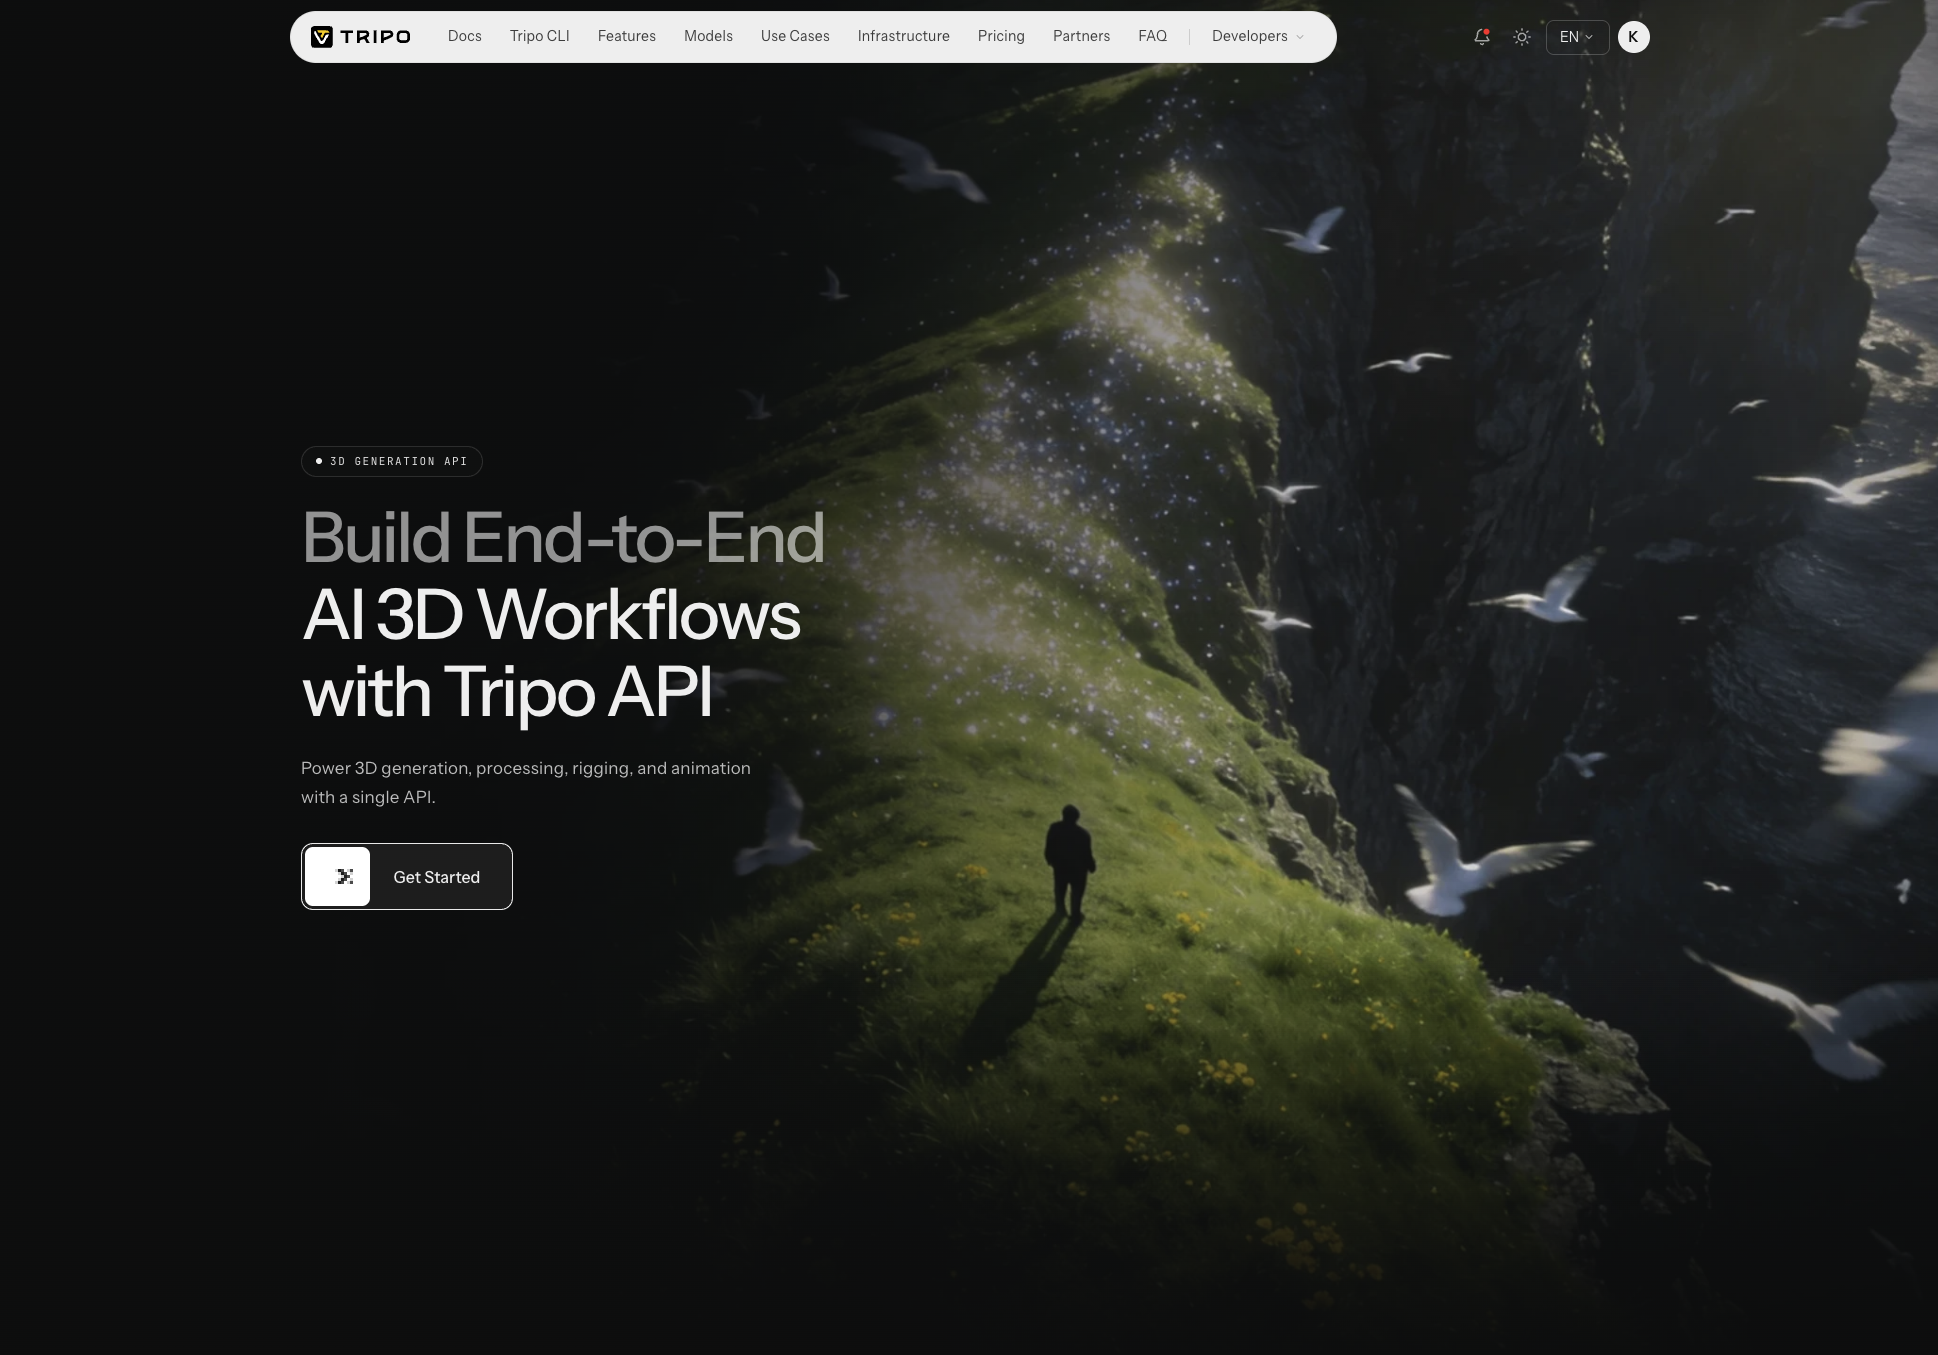 TRIPO
Docs
Tripo CLI
Features
Models
Use Cases
Infrastructure
Pricing
Partners
FAQ
Developers
EN
K
3D GENERATION API
Build End-to-End
AI 3D Workflows
with Tripo API
Power 3D generation, processing, rigging, and animation
with a single API.
Get Started